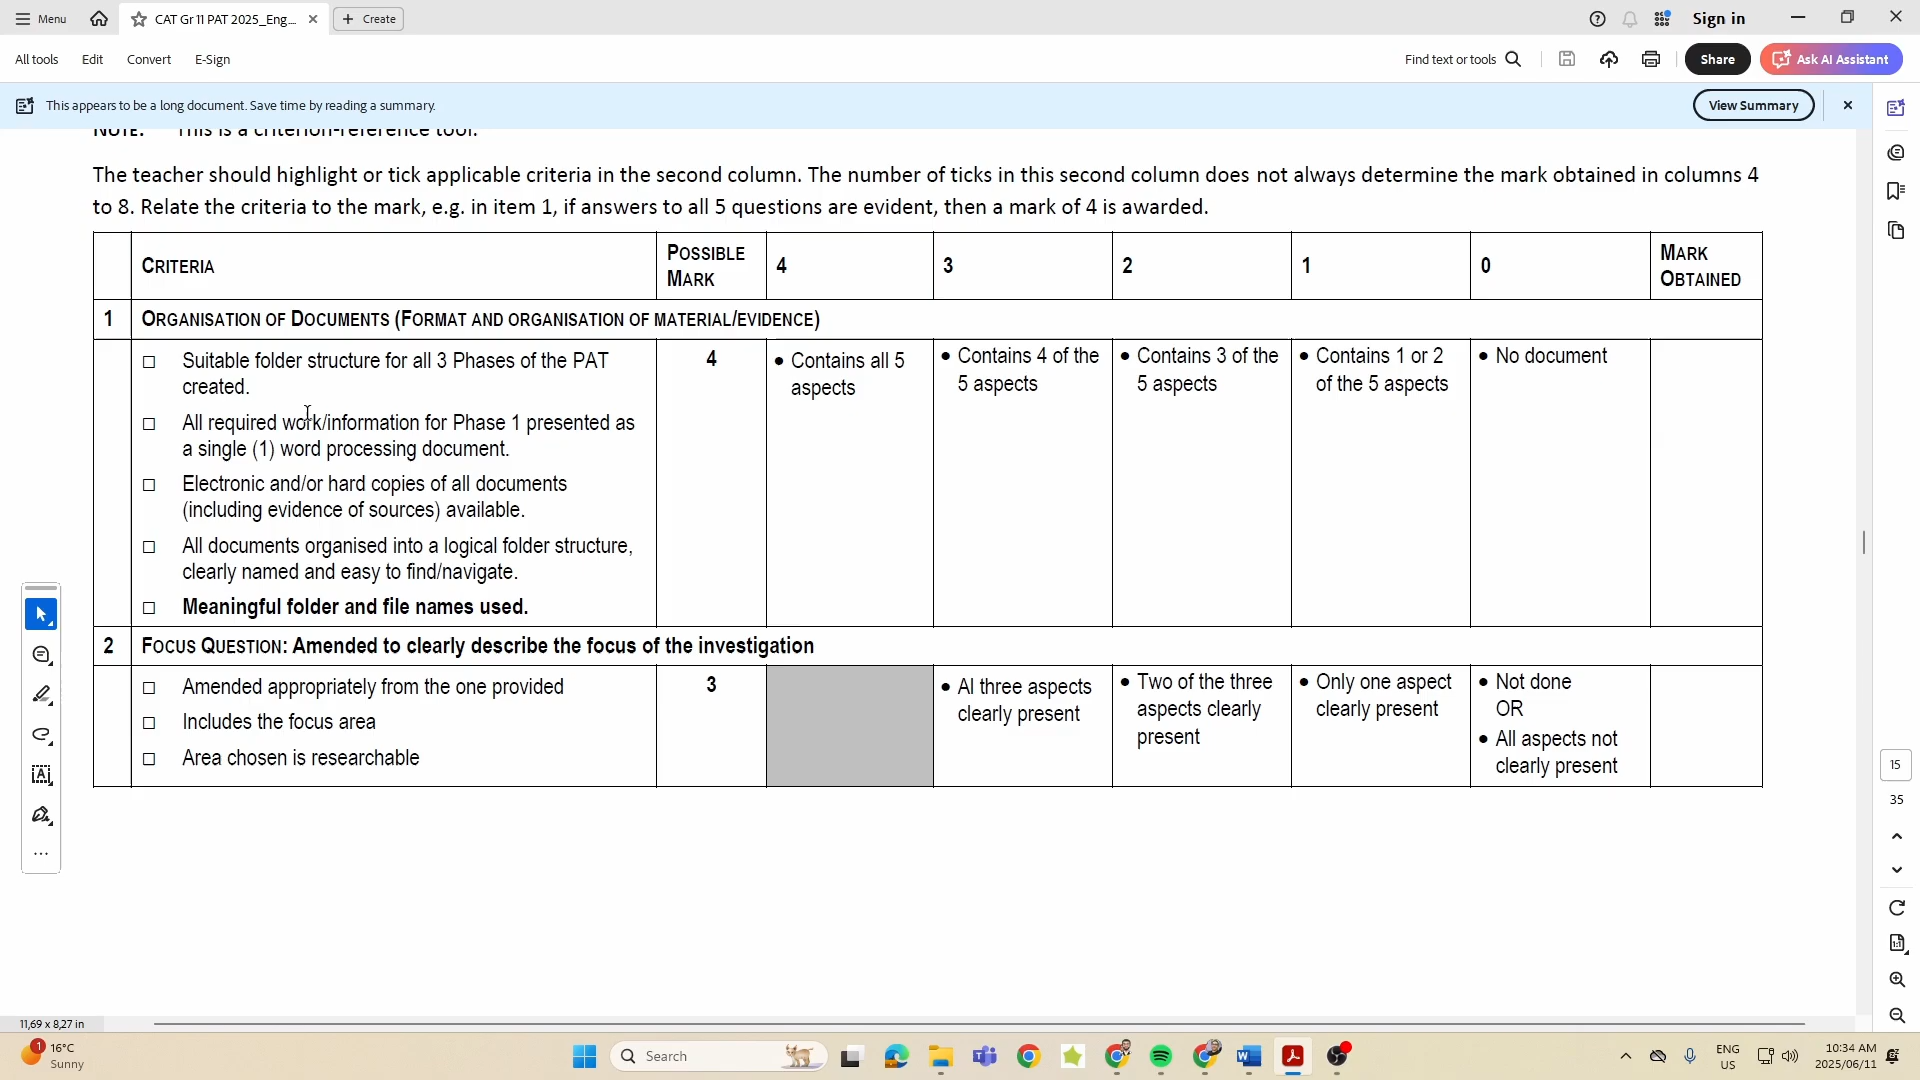 Menu
CAT Gr 11 PAT 2025_Eng...
Create
Sign in
All tools
Edit
Convert
E-Sign
Find text or tools
Share
Ask AI Assistant
This appears to be a long document. Save time by reading a summary.
View Summary
NOTE: This is a criterion-reference tool.
The teacher should highlight or tick applicable criteria in the second column. The number of ticks in this second column does not always determine the mark obtained in columns 4
to 8. Relate the criteria to the mark, e.g. in item 1, if answers to all 5 questions are evident, then a mark of 4 is awarded.
CRITERIA
POSSIBLE
MARK
4
3
2
1
0
MARK
OBTAINED
1
ORGANISATION OF DOCUMENTS (FORMAT AND ORGANISATION OF MATERIAL/EVIDENCE)
□ Suitable folder structure for all 3 Phases of the PAT
created.
□ All required work/information for Phase 1 presented as
a single (1) word processing document.
□ Electronic and/or hard copies of all documents
(including evidence of sources) available.
□ All documents organised into a logical folder structure,
clearly named and easy to find/navigate.
□ Meaningful folder and file names used.
4
• Contains all 5
aspects
• Contains 4 of the
5 aspects
• Contains 3 of the
5 aspects
• Contains 1 or 2
of the 5 aspects
• No document
2
FOCUS QUESTION: Amended to clearly describe the focus of the investigation
□ Amended appropriately from the one provided
□ Includes the focus area
□ Area chosen is researchable
3
• Al three aspects
clearly present
• Two of the three
aspects clearly
present
• Only one aspect
clearly present
• Not done
OR
• All aspects not
clearly present
15
35
11,69 x 8,27 in
1
16°C
Sunny
Search
ENG
US
10:34 AM
2025/06/11